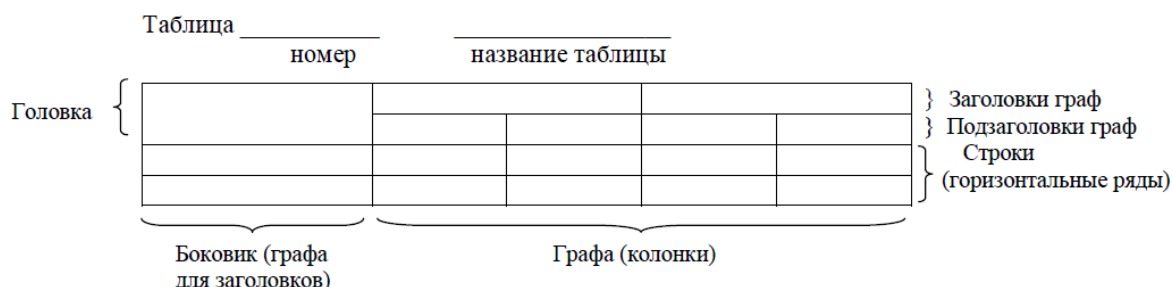 Таблица ___________ _________________
номер название таблицы
Головка
} Заголовки граф
} Подзаголовки граф
Строки
(горизонтальные ряды)
Боковик (графа
для заголовков)
Графа (колонки)